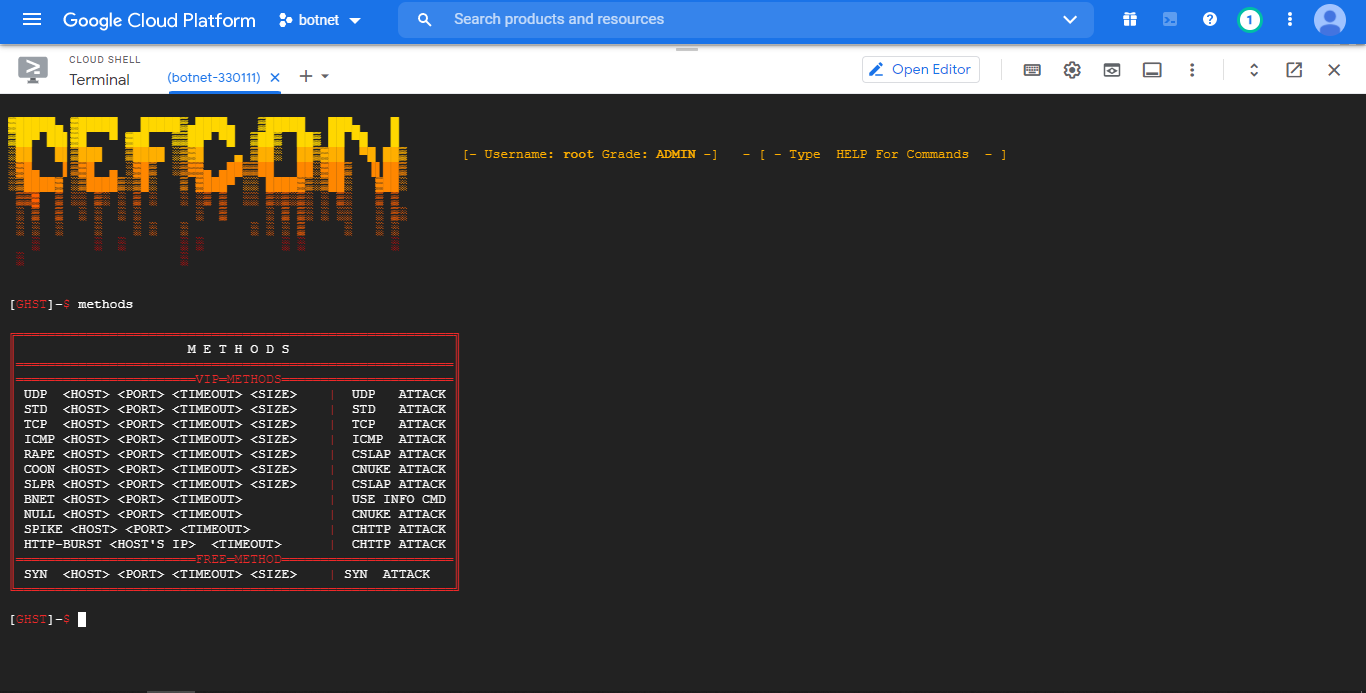 Google Cloud Platform botnet Search products and resources 1
CLOUD SHELL
Terminal (botnet-330111) Open Editor
DEFCON
[- Username: root Grade: ADMIN -] - [ - Type HELP For Commands - ]
[GHST]-$ methods
M E T H O D S
VIP=METHODS
UDP <HOST> <PORT> <TIMEOUT> <SIZE> | UDP ATTACK
STD <HOST> <PORT> <TIMEOUT> <SIZE> | STD ATTACK
TCP <HOST> <PORT> <TIMEOUT> <SIZE> | TCP ATTACK
ICMP <HOST> <PORT> <TIMEOUT> <SIZE> | ICMP ATTACK
RAPE <HOST> <PORT> <TIMEOUT> <SIZE> | CSLAP ATTACK
COON <HOST> <PORT> <TIMEOUT> <SIZE> | CNUKE ATTACK
SLPR <HOST> <PORT> <TIMEOUT> <SIZE> | CSLAP ATTACK
BNET <HOST> <PORT> <TIMEOUT> | USE INFO CMD
NULL <HOST> <PORT> <TIMEOUT> | CNUKE ATTACK
SPIKE <HOST> <PORT> <TIMEOUT> | CHTTP ATTACK
HTTP-BURST <HOST'S IP> <TIMEOUT> | CHTTP ATTACK
FREE=METHOD
SYN <HOST> <PORT> <TIMEOUT> <SIZE> | SYN ATTACK
[GHST]-$